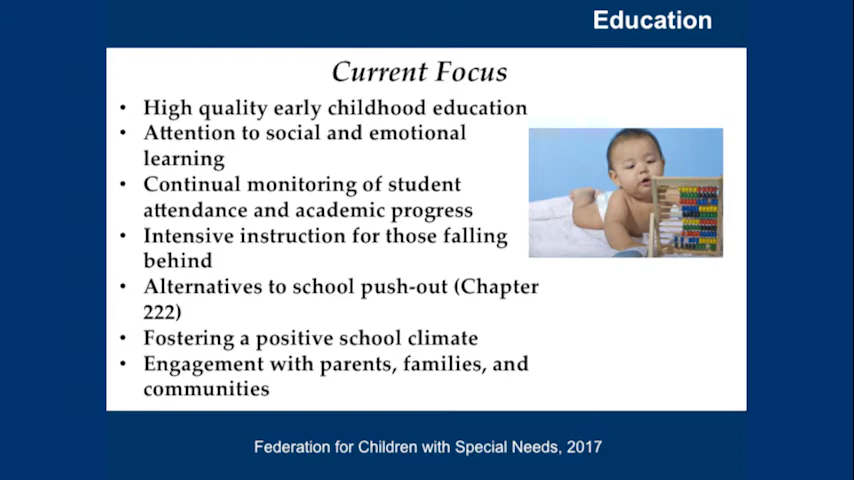 Education
Current Focus
• High quality early childhood education
• Attention to social and emotional
learning
• Continual monitoring of student
attendance and academic progress
• Intensive instruction for those falling
behind
• Alternatives to school push-out (Chapter
222)
• Fostering a positive school climate
• Engagement with parents, families, and
communities
Federation for Children with Special Needs, 2017